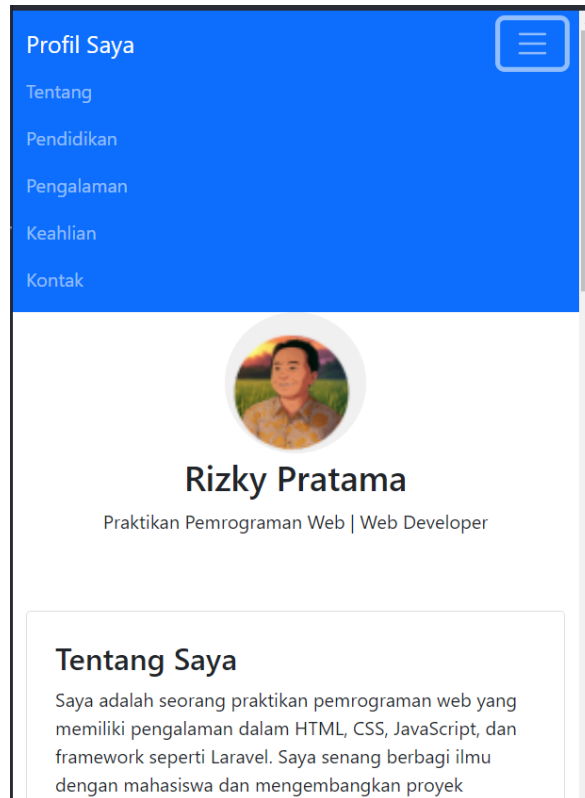 Profil Saya
Tentang
Pendidikan
Pengalaman
Keahlian
Kontak
Rizky Pratama
Praktikan Pemrograman Web | Web Developer
Tentang Saya
Saya adalah seorang praktikan pemrograman web yang
memiliki pengalaman dalam HTML, CSS, JavaScript, dan
framework seperti Laravel. Saya senang berbagi ilmu
dengan mahasiswa dan mengembangkan proyek